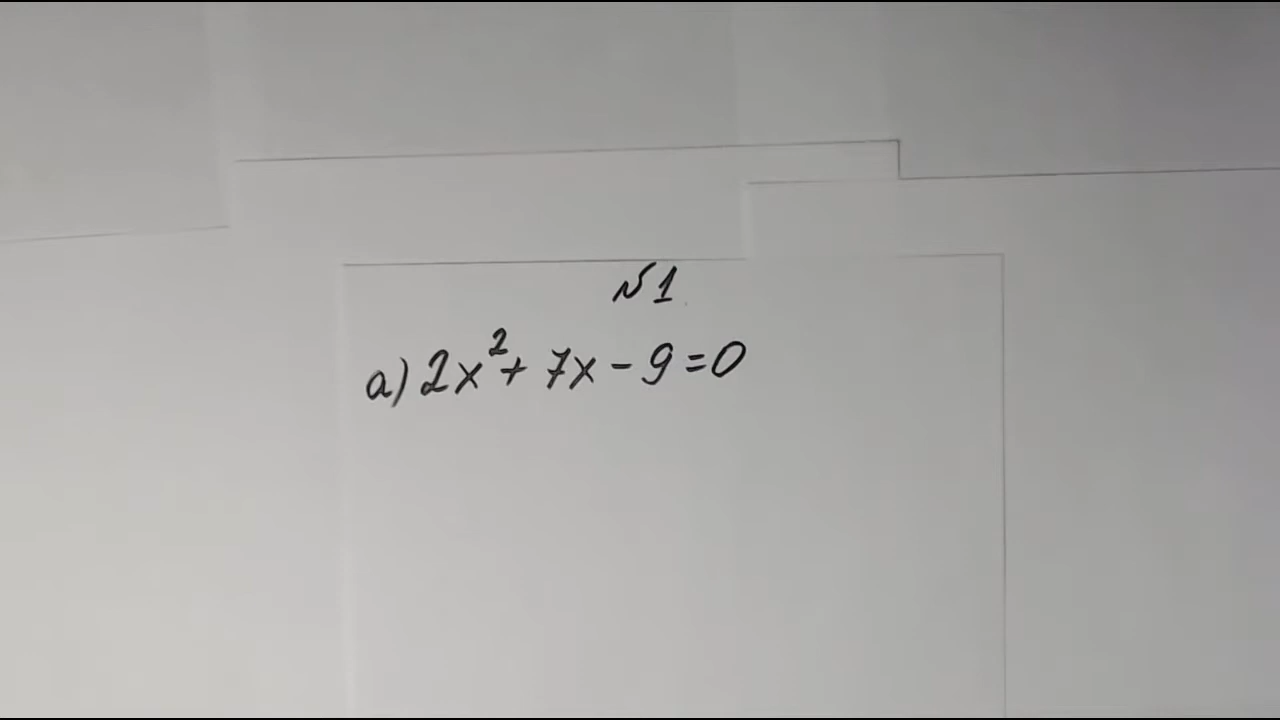 №1
а) 2x²+ 7x - 9 = 0